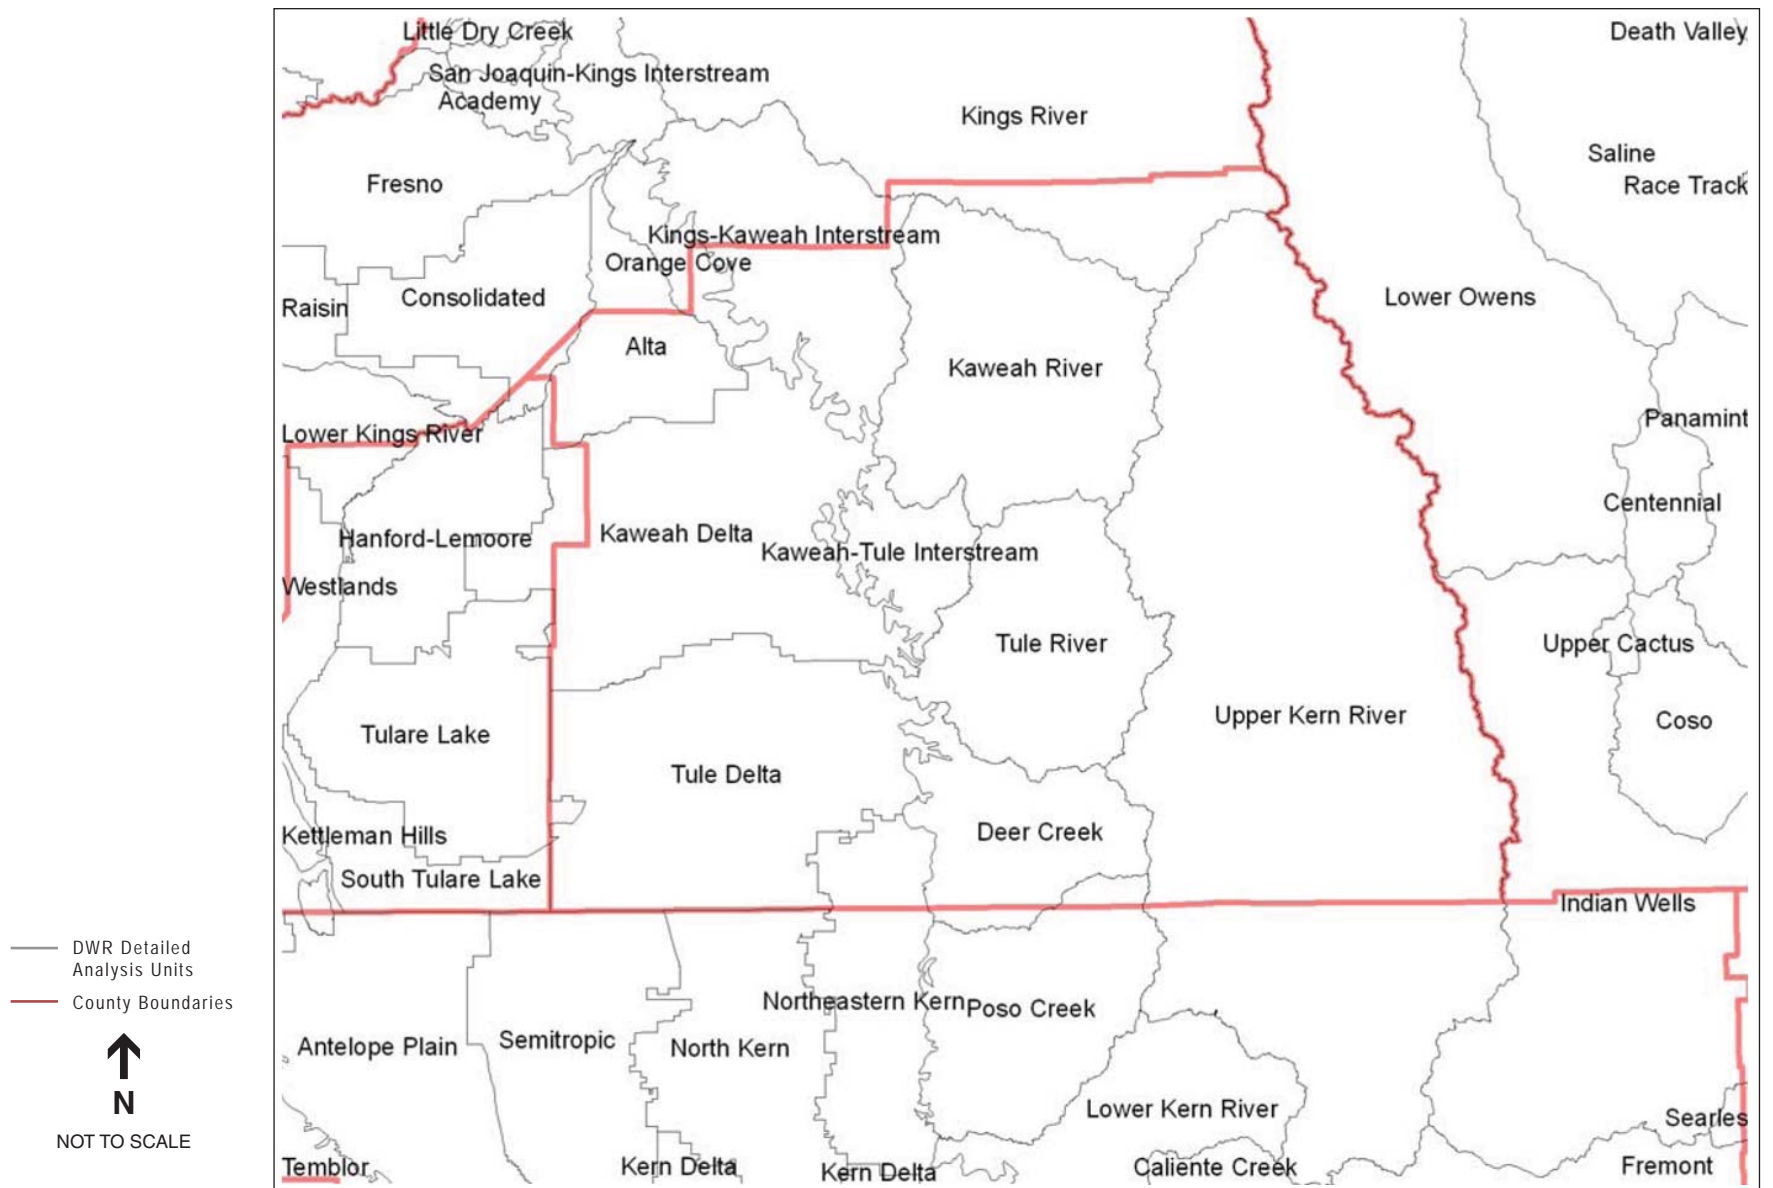 Little Dry Creek
Death Valley
San Joaquin-Kings Interstream
Academy
Kings River
Saline
Fresno
Race Track
Kings-Kaweah Interstream
Orange Cove
Raisin
Consolidated
Lower Owens
Alta
Kaweah River
Panamint
Lower Kings River
Centennial
Hanford-Lemoore
Kaweah Delta
Kaweah-Tule Interstream
Westlands
Tule River
Upper Cactus
Upper Kern River
Coso
Tulare Lake
Tule Delta
Kettleman Hills
Deer Creek
South Tulare Lake
Indian Wells
DWR Detailed
Analysis Units
County Boundaries
Northeastern Kern
Poso Creek
Antelope Plain
Semitropic
North Kern
N
Lower Kern River
Searles
NOT TO SCALE
Temblor
Kern Delta
Kern Delta
Caliente Creek
Fremont